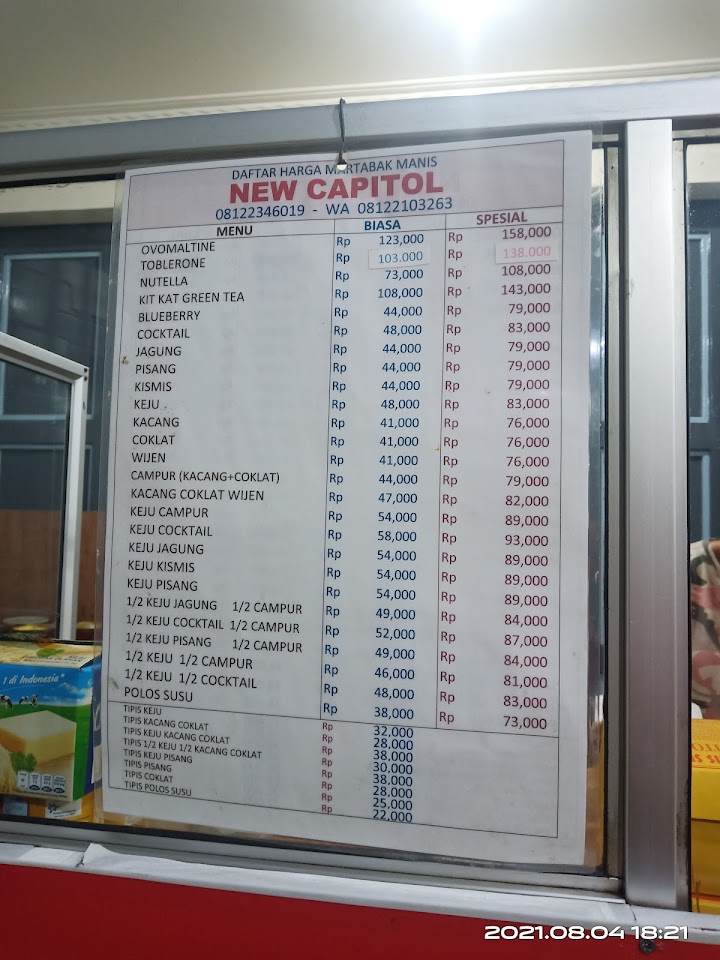 DAFTAR HARGA MARTABAK MANIS
NEW CAPITOL
08122346019 - WA 08122103263
MENU BIASA SPESIAL
OVOMALTINE Rp 123,000 Rp 158,000
TOBLERONE Rp 103.000 Rp 138.000
NUTELLA Rp 73,000 Rp 108,000
KIT KAT GREEN TEA Rp 108,000 Rp 143,000
BLUEBERRY Rp 44,000 Rp 79,000
COCKTAIL Rp 48,000 Rp 83,000
JAGUNG Rp 44,000 Rp 79,000
PISANG Rp 44,000 Rp 79,000
KISMIS Rp 44,000 Rp 79,000
KEJU Rp 48,000 Rp 83,000
KACANG Rp 41,000 Rp 76,000
COKLAT Rp 41,000 Rp 76,000
WIJEN Rp 41,000 Rp 76,000
CAMPUR (KACANG+COKLAT) Rp 44,000 Rp 79,000
KACANG COKLAT WIJEN Rp 47,000 Rp 82,000
KEJU CAMPUR Rp 54,000 Rp 89,000
KEJU COCKTAIL Rp 58,000 Rp 93,000
KEJU JAGUNG Rp 54,000 Rp 89,000
KEJU KISMIS Rp 54,000 Rp 89,000
KEJU PISANG Rp 54,000 Rp 89,000
1/2 KEJU JAGUNG 1/2 CAMPUR Rp 49,000 Rp 84,000
1/2 KEJU COCKTAIL 1/2 CAMPUR Rp 52,000 Rp 87,000
1/2 KEJU PISANG 1/2 CAMPUR Rp 49,000 Rp 84,000
1/2 KEJU 1/2 CAMPUR Rp 46,000 Rp 81,000
1/2 KEJU 1/2 COCKTAIL Rp 48,000 Rp 83,000
POLOS SUSU Rp 38,000 Rp 73,000
TIPIS KEJU Rp 32,000
TIPIS KACANG COKLAT Rp 28,000
TIPIS KEJU KACANG COKLAT Rp 38,000
TIPIS 1/2 KEJU 1/2 KACANG COKLAT Rp 30,000
TIPIS KEJU PISANG Rp 38,000
TIPIS PISANG Rp 28,000
TIPIS COKLAT Rp 25,000
TIPIS POLOS SUSU Rp 22,000
1 di Indonesia
2021.08.04 18:21